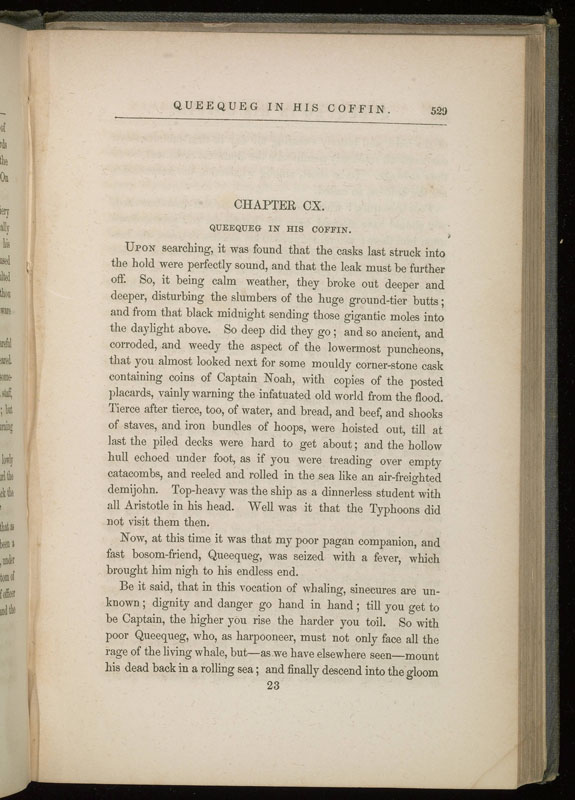 QUEEQUEG IN HIS COFFIN. 529
CHAPTER CX.
QUEEQUEG IN HIS COFFIN.
UPON searching, it was found that the casks last struck into
the hold were perfectly sound, and that the leak must be further
off. So, it being calm weather, they broke out deeper and
deeper, disturbing the slumbers of the huge ground-tier butts;
and from that black midnight sending those gigantic moles into
the daylight above. So deep did they go; and so ancient, and
corroded, and weedy the aspect of the lowermost puncheons,
that you almost looked next for some mouldy corner-stone cask
containing coins of Captain Noah, with copies of the posted
placards, vainly warning the infatuated old world from the flood.
Tierce after tierce, too, of water, and bread, and beef, and shooks
of staves, and iron bundles of hoops, were hoisted out, till at
last the piled decks were hard to get about; and the hollow
hull echoed under foot, as if you were treading over empty
catacombs, and reeled and rolled in the sea like an air-freighted
demijohn. Top-heavy was the ship as a dinnerless student with
all Aristotle in his head. Well was it that the Typhoons did
not visit them then.
Now, at this time it was that my poor pagan companion, and
fast bosom-friend, Queequeg, was seized with a fever, which
brought him nigh to his endless end.
Be it said, that in this vocation of whaling, sinecures are un-
known; dignity and danger go hand in hand; till you get to
be Captain, the higher you rise the harder you toil. So with
poor Queequeg, who, as harpooneer, must not only face all the
rage of the living whale, but—as we have elsewhere seen—mount
his dead back in a rolling sea; and finally descend into the gloom
23